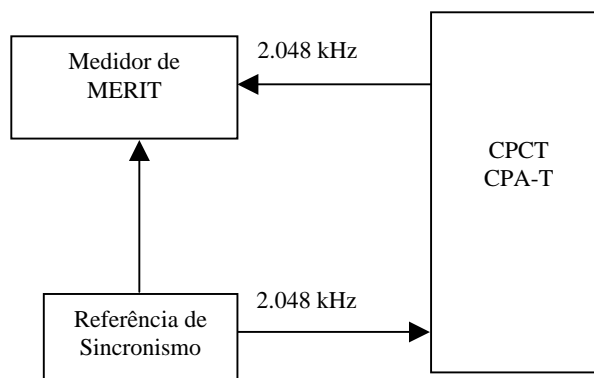 Medidor de
MERIT
2.048 kHz
CPCT
CPA-T
Referência de
Sincronismo
2.048 kHz